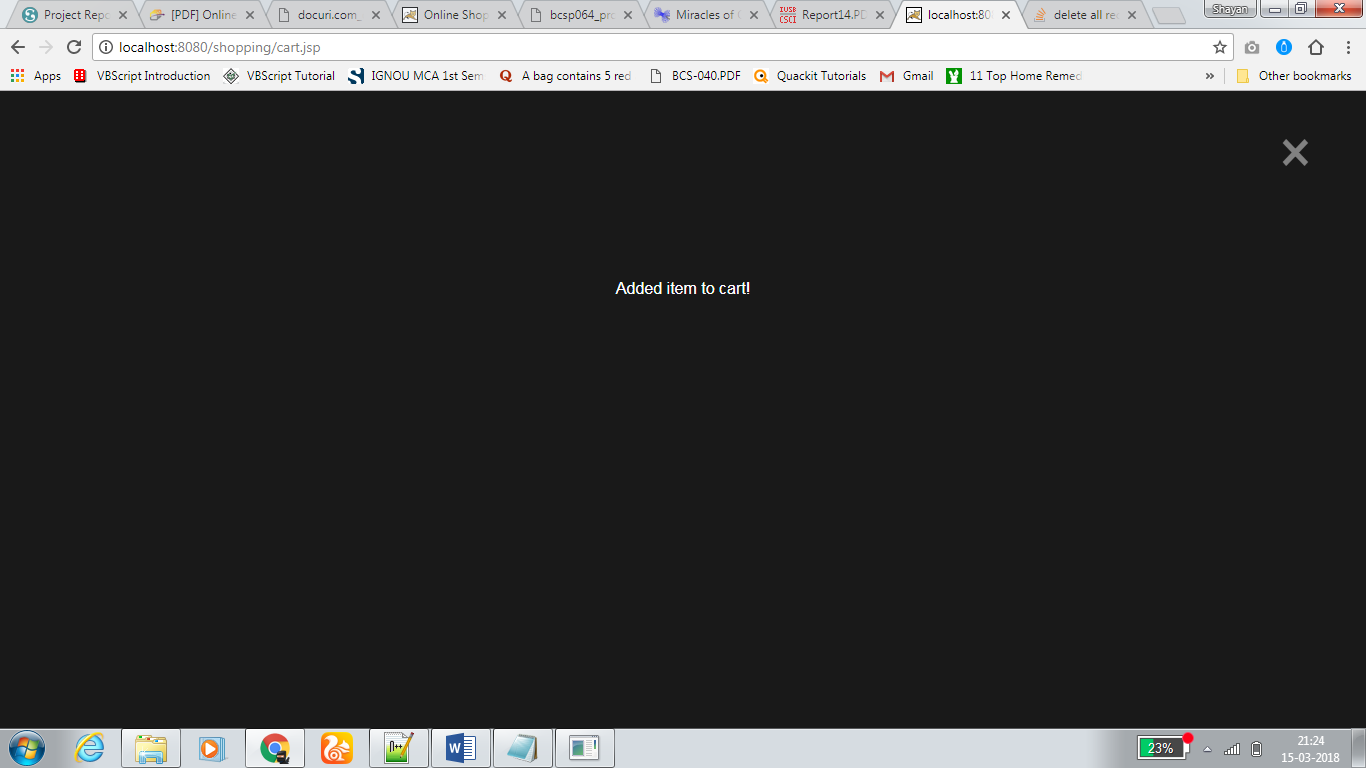 Project Repo
[PDF] Online
docuri.com_
Online Shop
bcsp064_pro
Miracles of
IUSB CSCI Report14.PD
localhost:80
delete all re
Shayan
localhost:8080/shopping/cart.jsp
Apps VBScript Introduction VBScript Tutorial IGNOU MCA 1st Sem A bag contains 5 red BCS-040.PDF Quackit Tutorials Gmail 11 Top Home Remed » Other bookmarks
Added item to cart!
23%
21:24
15-03-2018